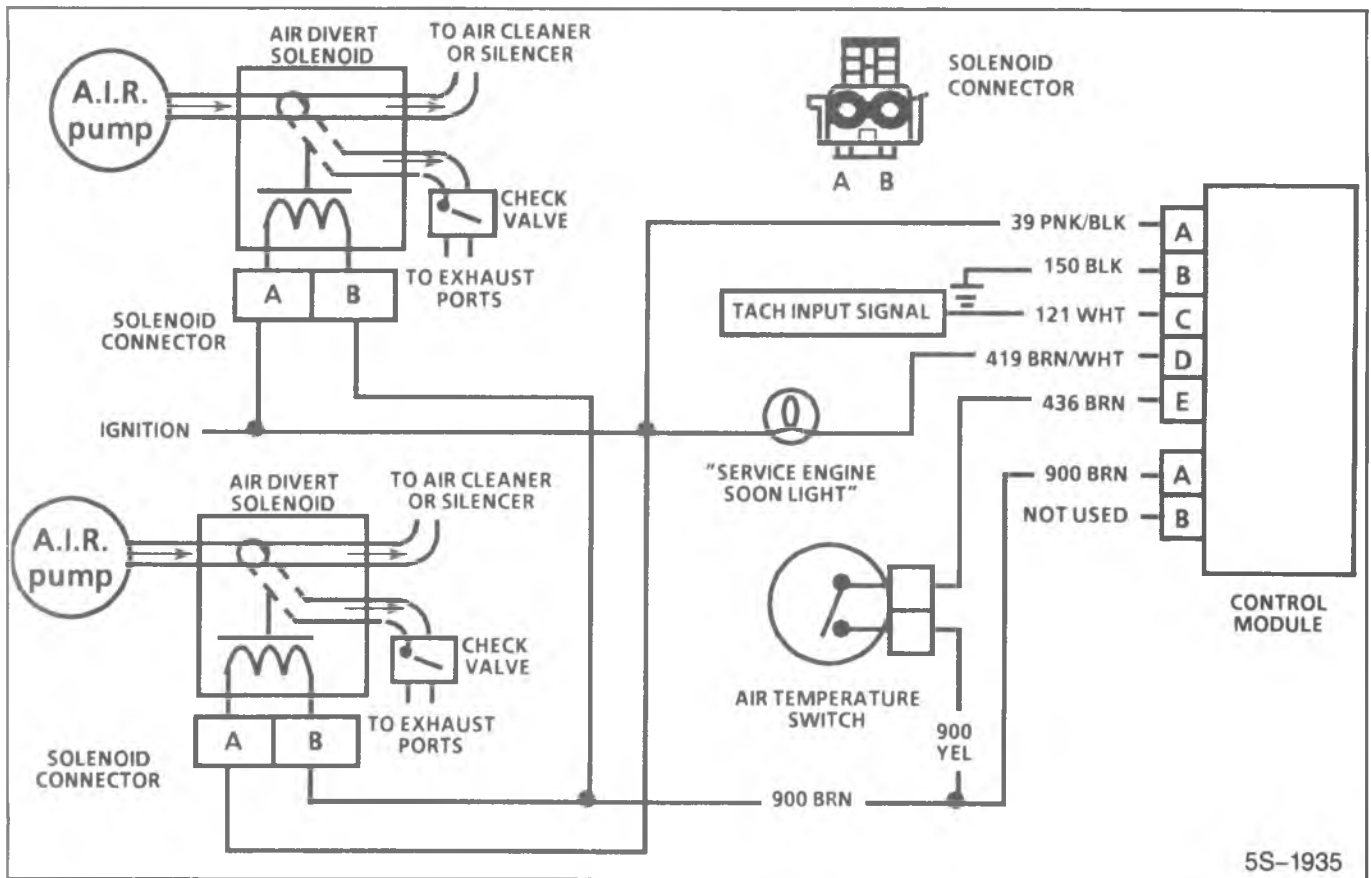 AIR DIVERT
SOLENOID
TO AIR CLEANER
OR SILENCER
A.I.R.
pump
CHECK
VALVE
TO EXHAUST
PORTS
A B
SOLENOID
CONNECTOR
SOLENOID
CONNECTOR
A B
39 PNK/BLK A
150 BLK B
TACH INPUT SIGNAL
121 WHT C
419 BRN/WHT D
436 BRN E
900 BRN A
NOT USED B
CONTROL
MODULE
IGNITION
"SERVICE ENGINE
SOON LIGHT"
AIR DIVERT
SOLENOID
TO AIR CLEANER
OR SILENCER
A.I.R.
pump
CHECK
VALVE
TO EXHAUST
PORTS
A B
SOLENOID
CONNECTOR
AIR TEMPERATURE
SWITCH
900
YEL
900 BRN
5S-1935